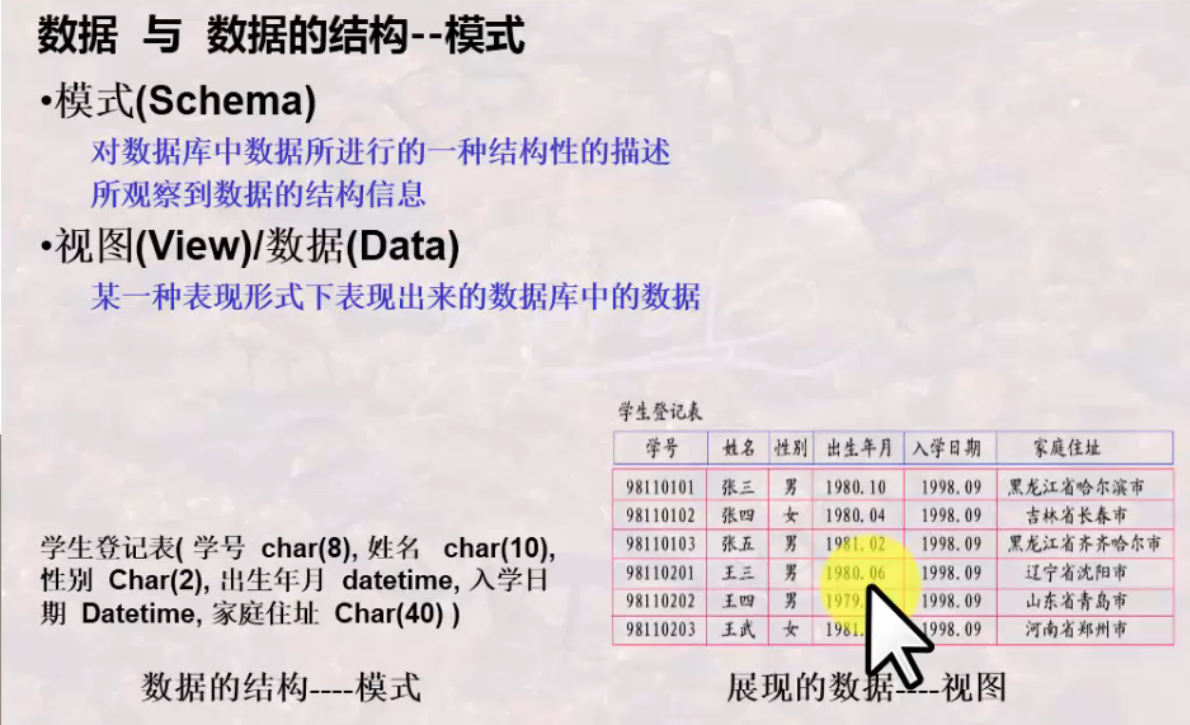 数据 与 数据的结构--模式
•模式(Schema)
对数据库中数据所进行的一种结构性的描述
所观察到数据的结构信息
•视图(View)/数据(Data)
某一种表现形式下表现出来的数据库中的数据
学生登记表
学号 姓名 性别 出生年月 入学日期 家庭住址
98110101 张三 男 1980.10 1998.09 黑龙江省哈尔滨市
98110102 张四 女 1980.04 1998.09 吉林省长春市
98110103 张五 男 1981.02 1998.09 黑龙江省齐齐哈尔市
98110201 王三 男 1980.06 1998.09 辽宁省沈阳市
98110202 王四 男 1979. 1998.09 山东省青岛市
98110203 王武 女 1981. 1998.09 河南省郑州市
学生登记表( 学号 char(8), 姓名 char(10),
性别 Char(2), 出生年月 datetime, 入学日
期 Datetime, 家庭住址 Char(40) )
数据的结构----模式
展现的数据----视图